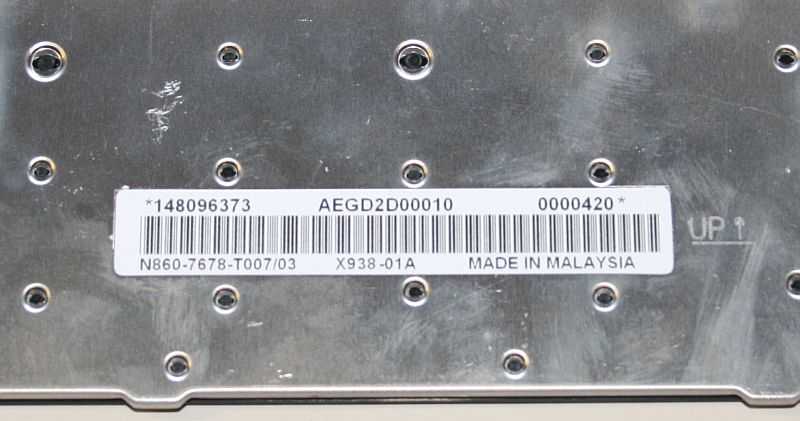 *148096373 AEGD2D00010 0000420*
N860-7678-T007/03 X938-01A MADE IN MALAYSIA
UP↑